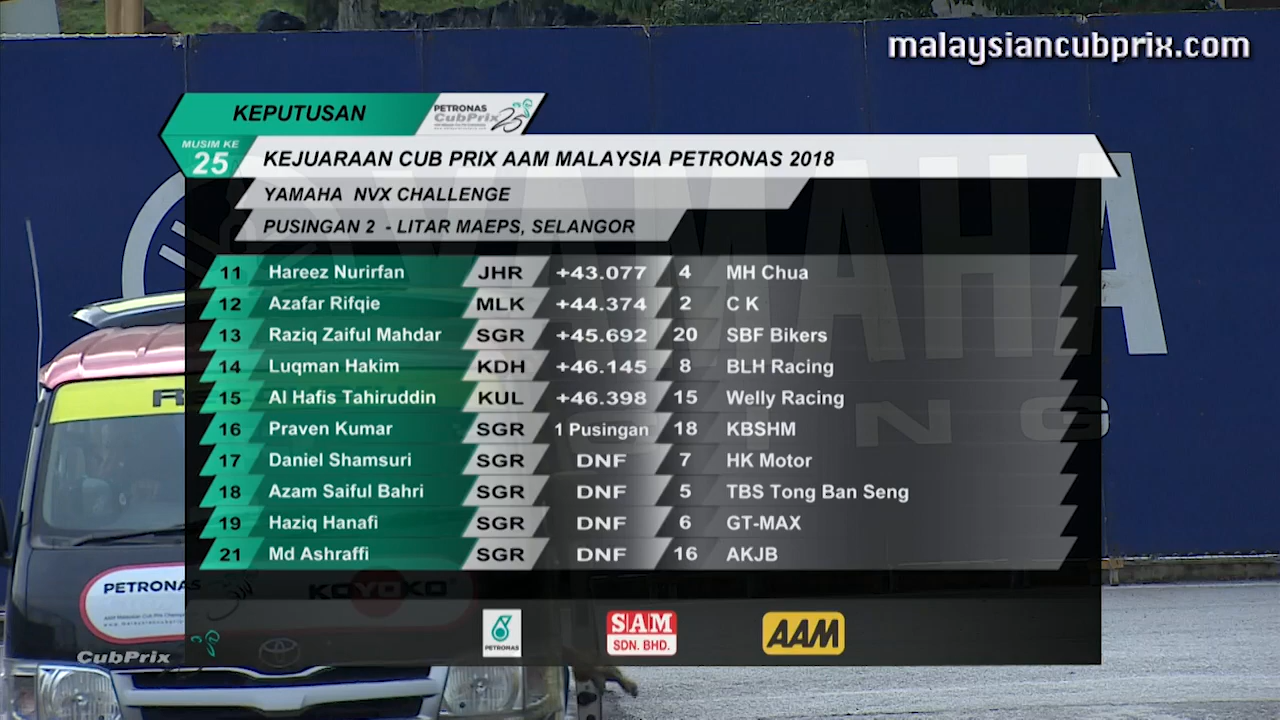 malaysiancubprix.com
KEPUTUSAN
PETRONAS
CubPrix 25
MUSIM KE
25
KEJUARAAN CUB PRIX AAM MALAYSIA PETRONAS 2018
YAMAHA NVX CHALLENGE
PUSINGAN 2 - LITAR MAEPS, SELANGOR
YAMAHA
11 Hareez Nurirfan JHR +43.077 4 MH Chua
12 Azafar Rifqie MLK +44.374 2 C K
13 Raziq Zaiful Mahdar SGR +45.692 20 SBF Bikers
14 Luqman Hakim KDH +46.145 8 BLH Racing
15 Al Hafis Tahiruddin KUL +46.398 15 Welly Racing
16 Praven Kumar SGR 1 Pusingan 18 KBSHM
17 Daniel Shamsuri SGR DNF 7 HK Motor
18 Azam Saiful Bahri SGR DNF 5 TBS Tong Ban Seng
19 Haziq Hanafi SGR DNF 6 GT-MAX
21 Md Ashraffi SGR DNF 16 AKJB
PETRONAS
KOYOKO
PETRONAS
SAM
SDN. BHD.
AAM
CubPrix